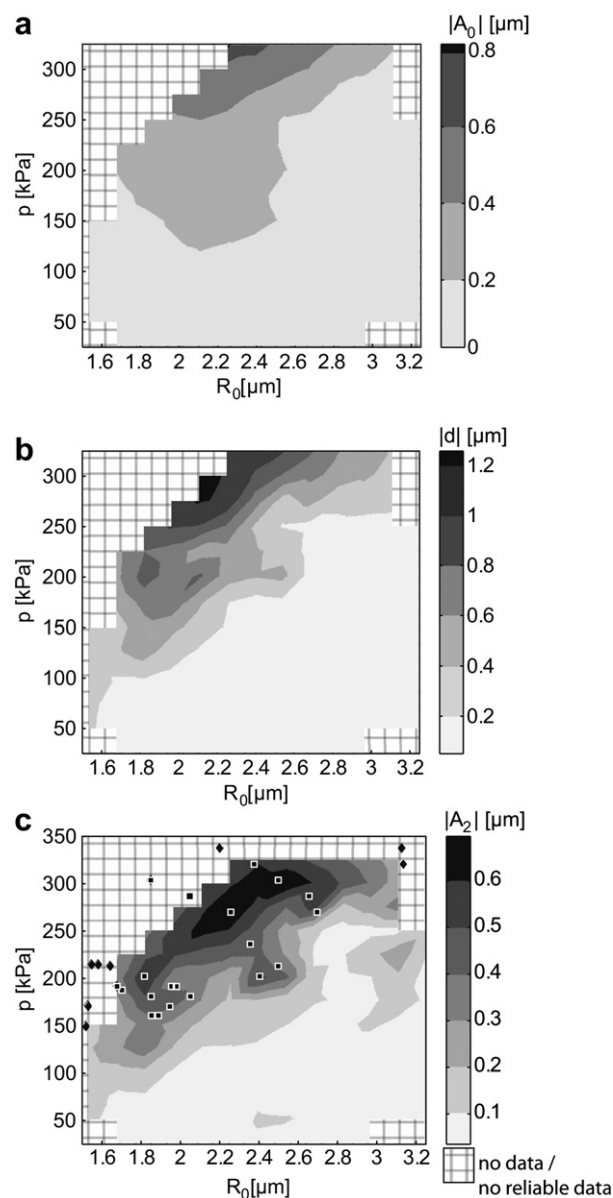 a
|A0| [μm]
0.8
0.6
0.4
0.2
0
p [kPa]
300
250
200
150
100
50
1.6 1.8 2 2.2 2.4 2.6 2.8 3 3.2
R0[μm]
b
|d| [μm]
1.2
1
0.8
0.6
0.4
0.2
p [kPa]
300
250
200
150
100
50
1.6 1.8 2 2.2 2.4 2.6 2.8 3 3.2
R0[μm]
c
|A2| [μm]
0.6
0.5
0.4
0.3
0.2
0.1
p [kPa]
350
300
250
200
150
100
50
1.6 1.8 2 2.2 2.4 2.6 2.8 3 3.2
R0[μm]
no data /
no reliable data